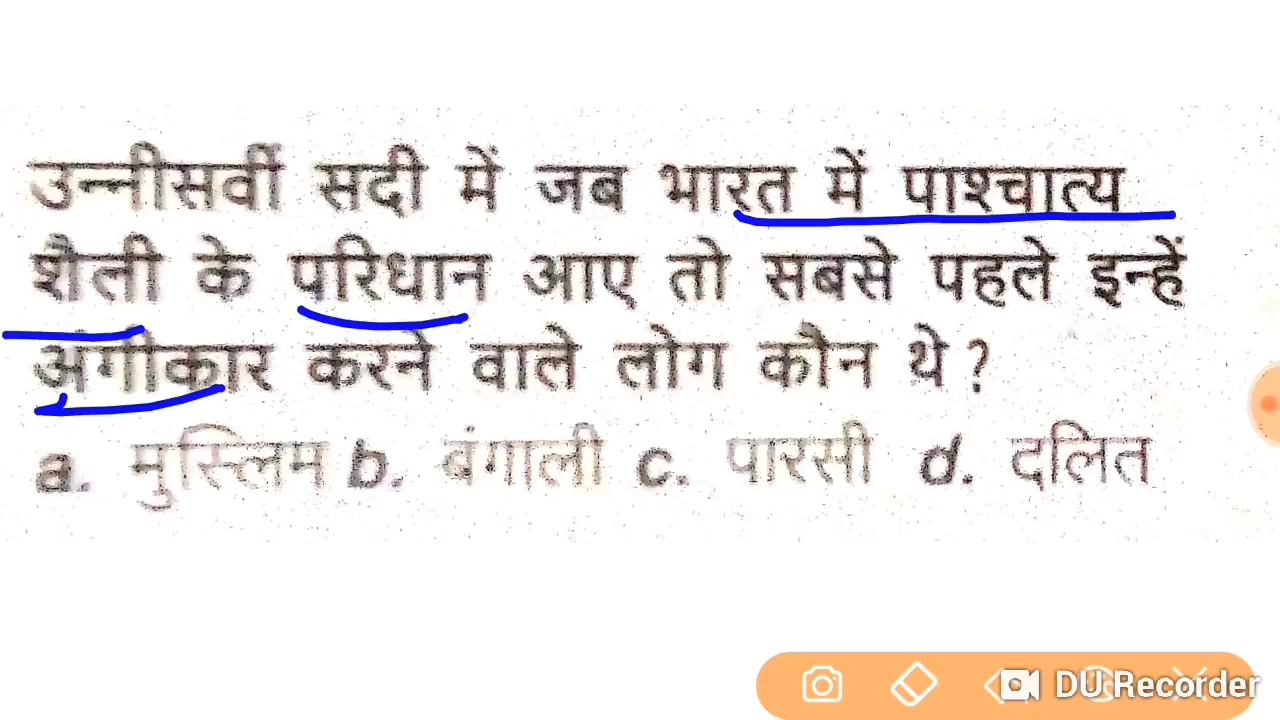 उन्नीसवीं सदी में जब भारत में पाश्चात्य
शैली के परिधान आए तो सबसे पहले इन्हें
अंगीकार करने वाले लोग कौन थे?
a. मुस्लिम b. बंगाली c. पारसी d. दलित
DU Recorder